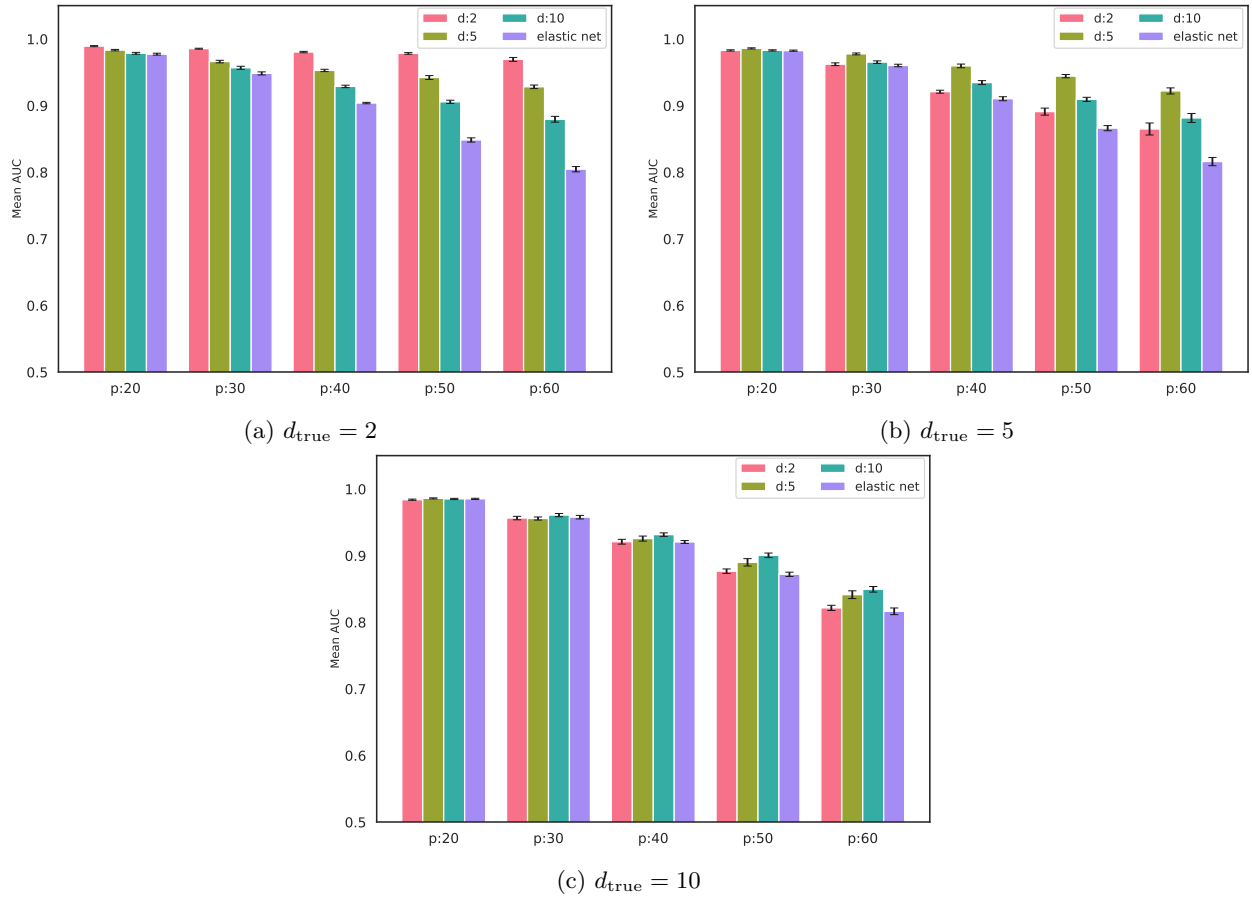 d:2 d:10
d:5 elastic net
Mean AUC
1.0
0.9
0.8
0.7
0.6
0.5
p:20 p:30 p:40 p:50 p:60
(a) d_true = 2
d:2 d:10
d:5 elastic net
Mean AUC
1.0
0.9
0.8
0.7
0.6
0.5
p:20 p:30 p:40 p:50 p:60
(b) d_true = 5
d:2 d:10
d:5 elastic net
Mean AUC
1.0
0.9
0.8
0.7
0.6
0.5
p:20 p:30 p:40 p:50 p:60
(c) d_true = 10